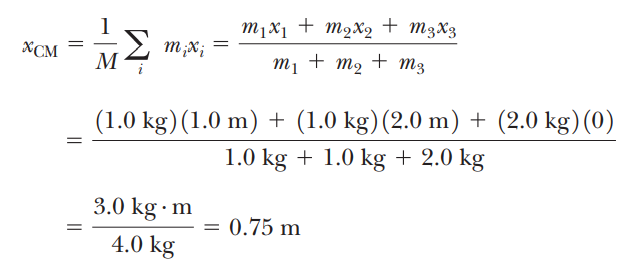 x_CM = 1/M ∑_i m_i x_i = (m_1x_1 + m_2x_2 + m_3x_3)/(m_1 + m_2 + m_3)
= ((1.0 kg)(1.0 m) + (1.0 kg)(2.0 m) + (2.0 kg)(0))/(1.0 kg + 1.0 kg + 2.0 kg)
= (3.0 kg · m)/(4.0 kg) = 0.75 m